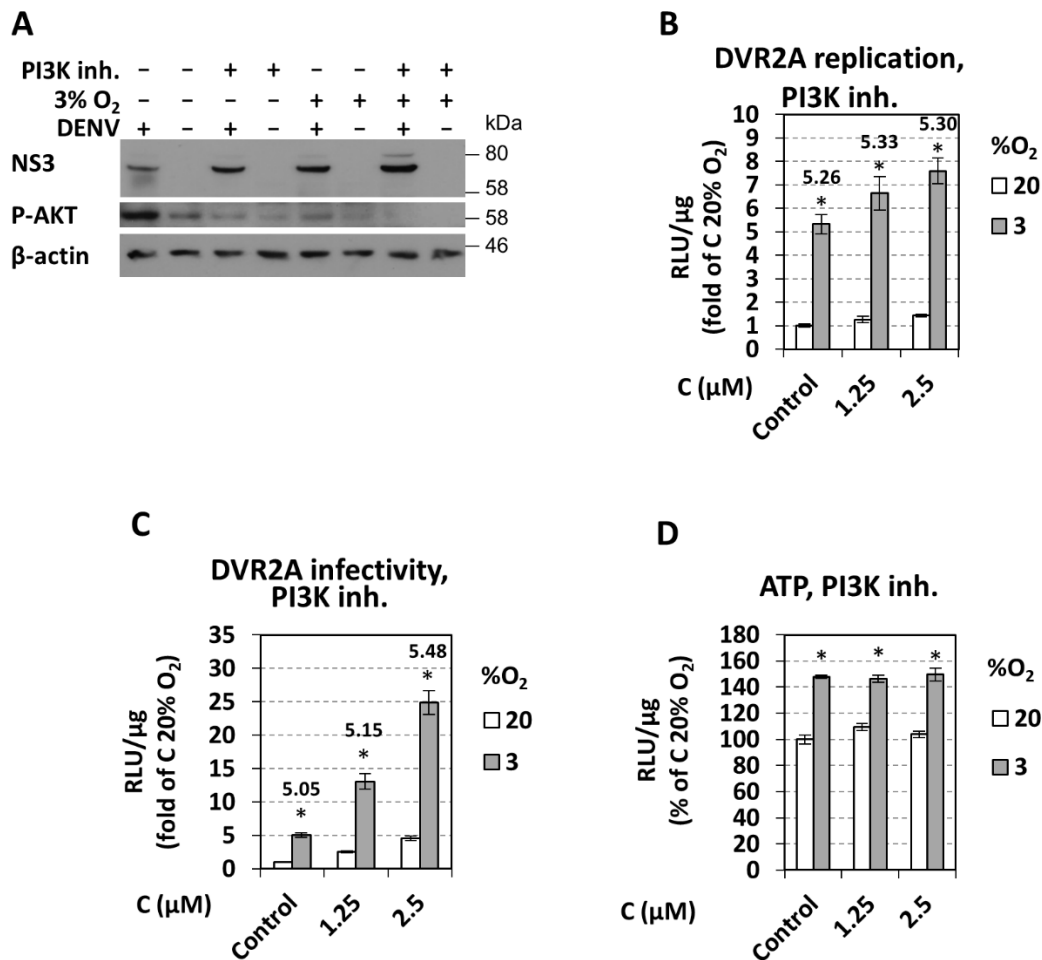 A
PI3K inh. – – + + – – + +
3% O₂ – – – – + + + +
DENV + – + – + – + –
kDa
NS3
80
58
P-AKT
58
β-actin
46
B
DVR2A replication,
PI3K inh.
RLU/µg
(fold of C 20% O₂)
10
9
8
7
6
5
4
3
2
1
0
5.26
*
5.33
*
5.30
*
%O₂
20
3
C (µM)
Control
1.25
2.5
C
DVR2A infectivity,
PI3K inh.
RLU/µg
(fold of C 20% O₂)
35
30
25
20
15
10
5
0
5.05
*
5.15
*
5.48
*
%O₂
20
3
C (µM)
Control
1.25
2.5
D
ATP, PI3K inh.
RLU/µg
(% of C 20% O₂)
180
160
140
120
100
80
60
40
20
0
*
*
*
%O₂
20
3
C (µM)
Control
1.25
2.5